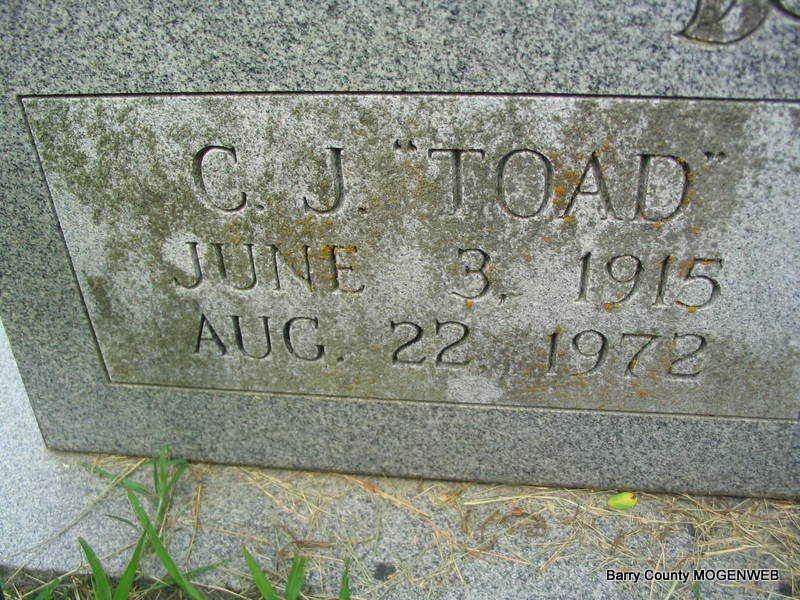 C. J. "TOAD"
JUNE 3, 1915
AUG. 22, 1972
Barry County MOGENWEB